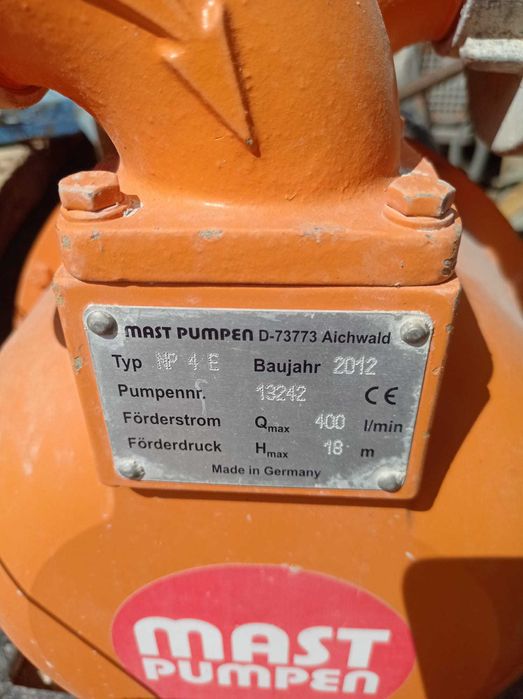 MAST PUMPEN D-73773 Aichwald
Typ NP 4 E Baujahr 2012
Pumpennr. 13242 CE
Förderstrom Qmax 400 l/min
Förderdruck Hmax 18 m
Made in Germany
MAST
PUMPEN